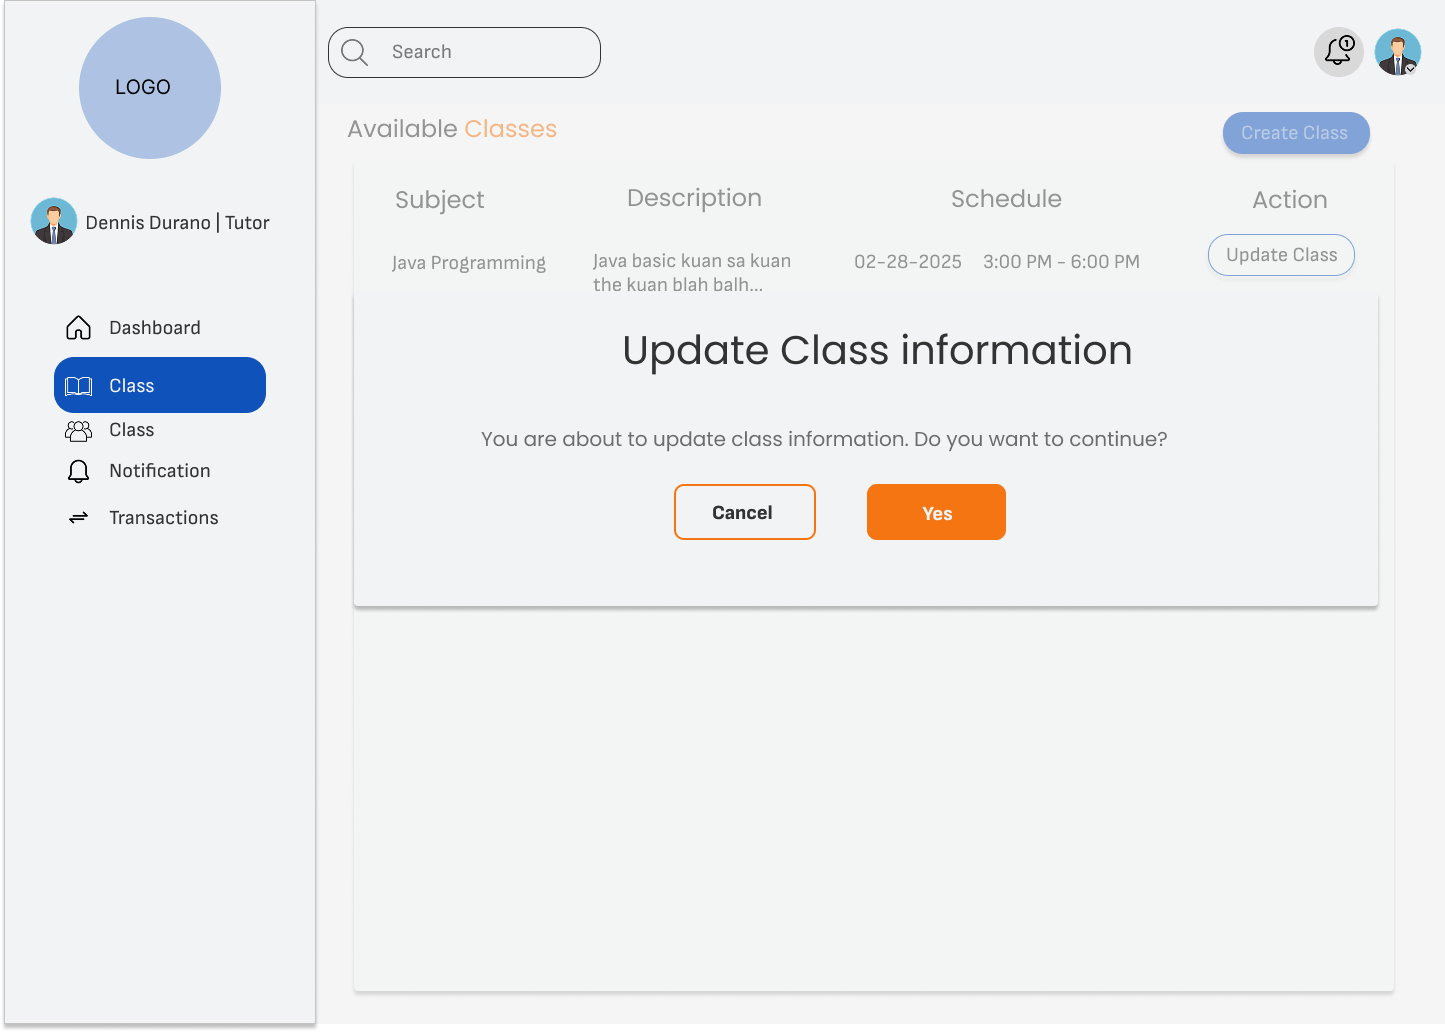 LOGO
Dennis Durano | Tutor
Dashboard
Class
Class
Notification
Transactions
Search
1
Available Classes
Create Class
Subject Description Schedule Action
Java Programming
Java basic kuan sa kuan
the kuan blah balh...
02-28-2025 3:00 PM - 6:00 PM
Update Class
Update Class information
You are about to update class information. Do you want to continue?
Cancel
Yes